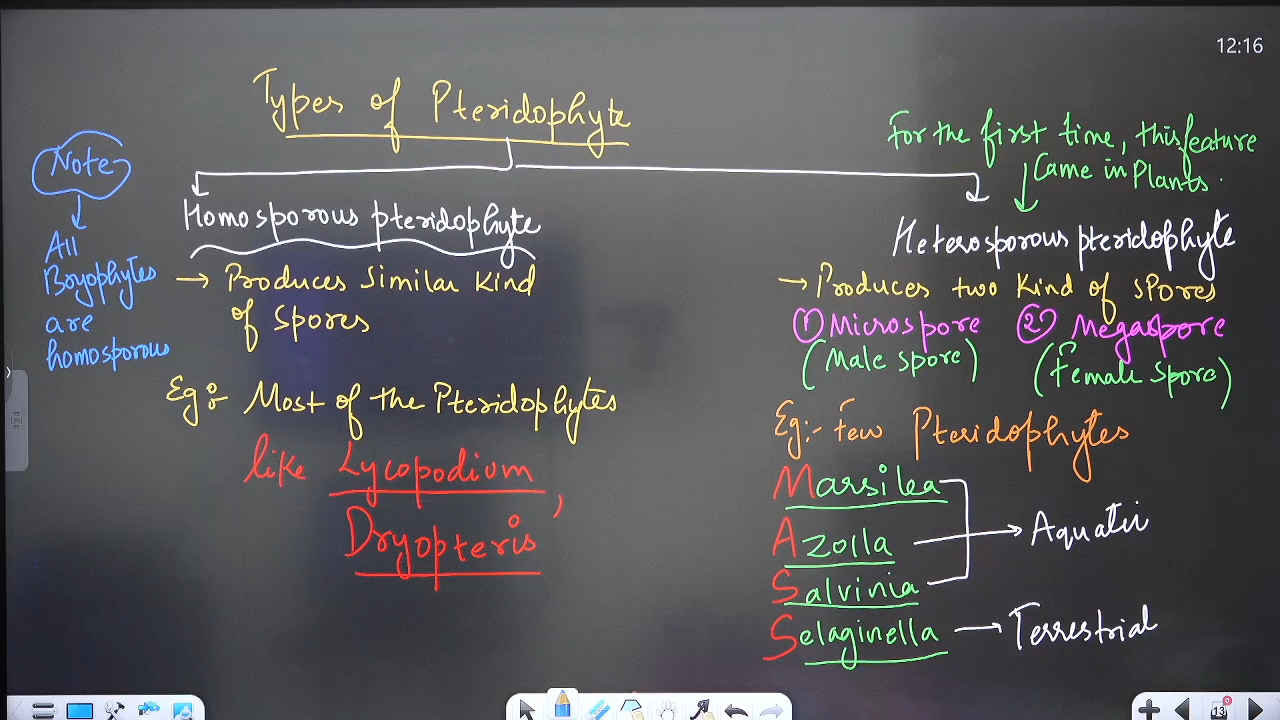 12:16
Types of Pteridophyte
For the first time, this feature
Came in Plants.
Note
All
Bryophytes
are
homosporous
Homosporous pteridophyte
→ Produces Similar Kind
of Spores
Eg:- Most of the Pteridophytes
like Lycopodium,
Dryopteris
Heterosporous pteridophyte
→ Produces two Kind of Spores
① Microspore ② Megaspore
(Male spore) (Female Spore)
Eg:- Few Pteridophytes
Marsilea
Azolla → Aquatic
Salvinia
Selaginella → Terrestrial
13